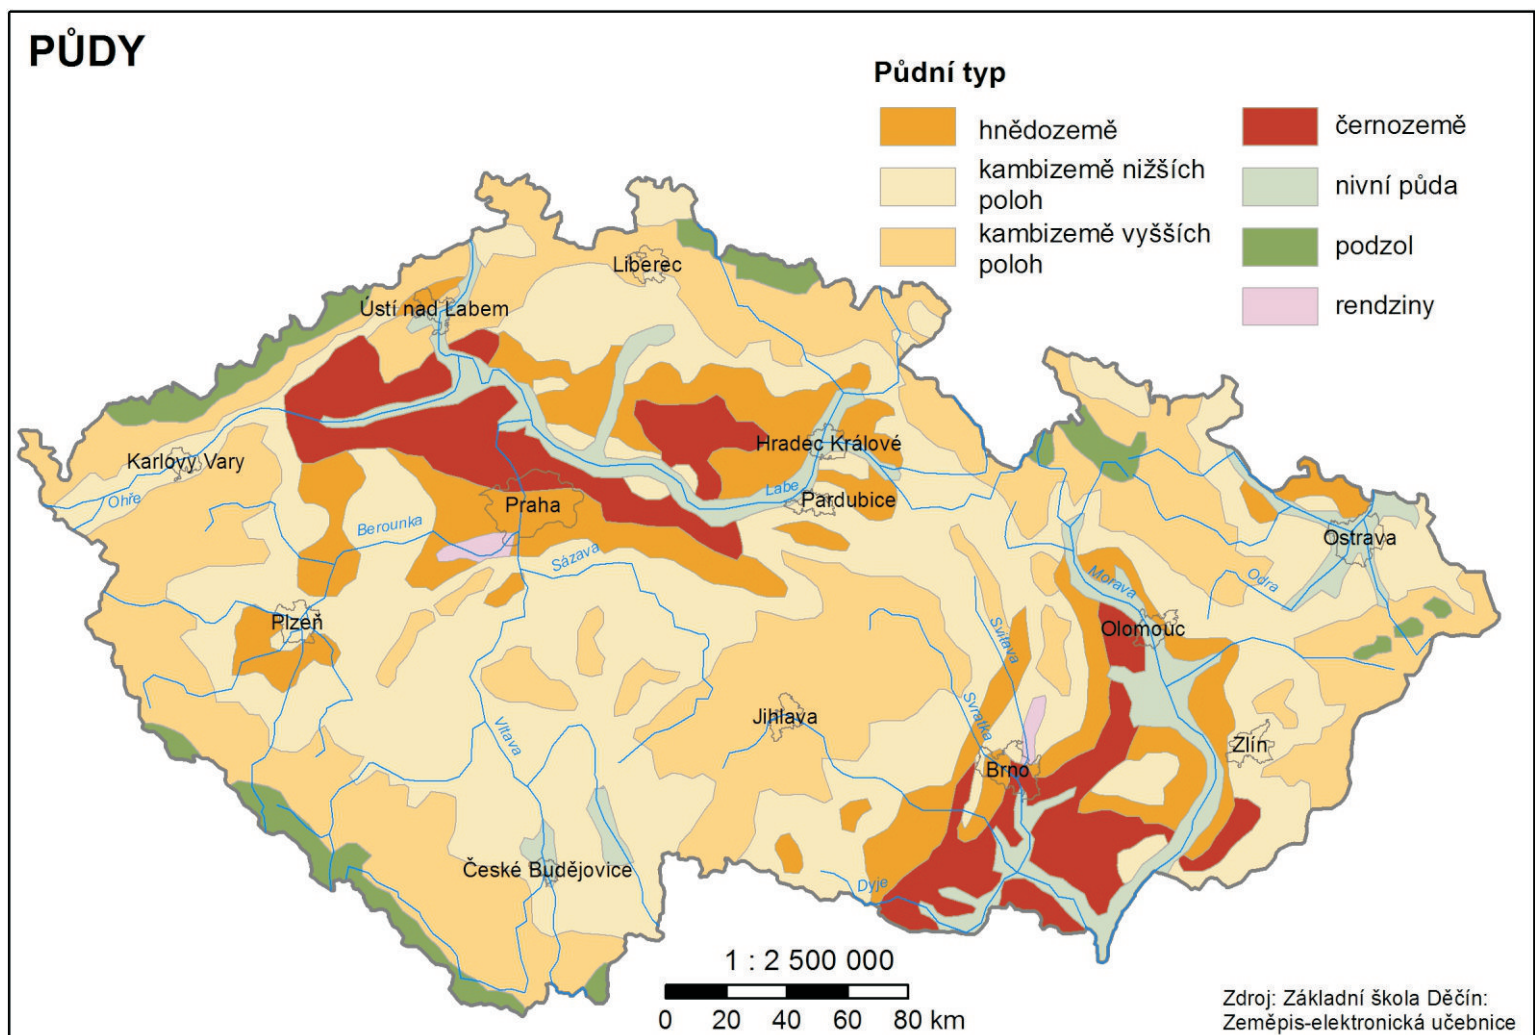 PŮDY
Půdní typ
hnědozemě
kambizemě nižších
poloh
kambizemě vyšších
poloh
černozemě
nivní půda
podzol
rendziny
Liberec
Ústí nad Labem
Karlovy Vary
Ohře
Hradec Králové
Labe
Pardubice
Praha
Berounka
Sázava
Ostrava
Odra
Morava
Olomouc
Plzeň
Svitava
Svratka
Jihlava
Vltava
Zlín
Brno
České Budějovice
Dyje
1 : 2 500 000
0 20 40 60 80 km
Zdroj: Základní škola Děčín:
Zeměpis-elektronická učebnice